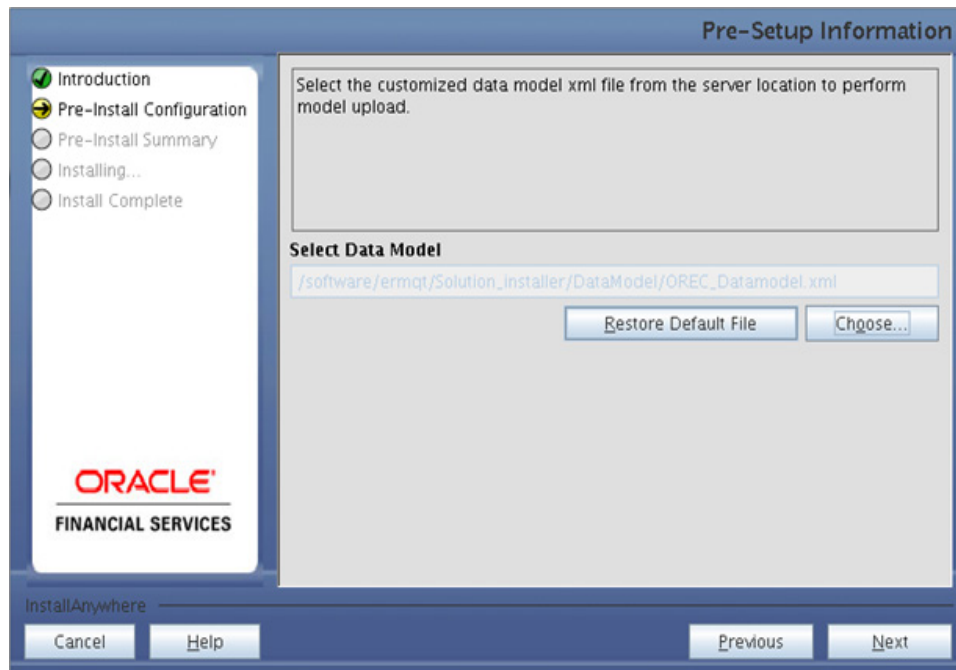 Pre-Setup Information
Introduction
Pre-Install Configuration
Pre-Install Summary
Installing...
Install Complete
Select the customized data model xml file from the server location to perform
model upload.
Select Data Model
/software/ermqt/Solution_installer/DataModel/OREC_Datamodel.xml
Restore Default File
Choose...
ORACLE'
FINANCIAL SERVICES
InstallAnywhere
Cancel
Help
Previous
Next